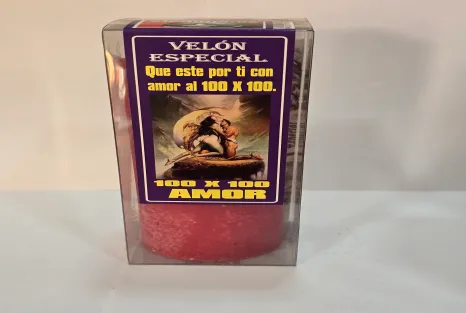 VELÓN
ESPECIAL
Que este por ti con
amor al 100 X 100.
100 X 100
AMOR